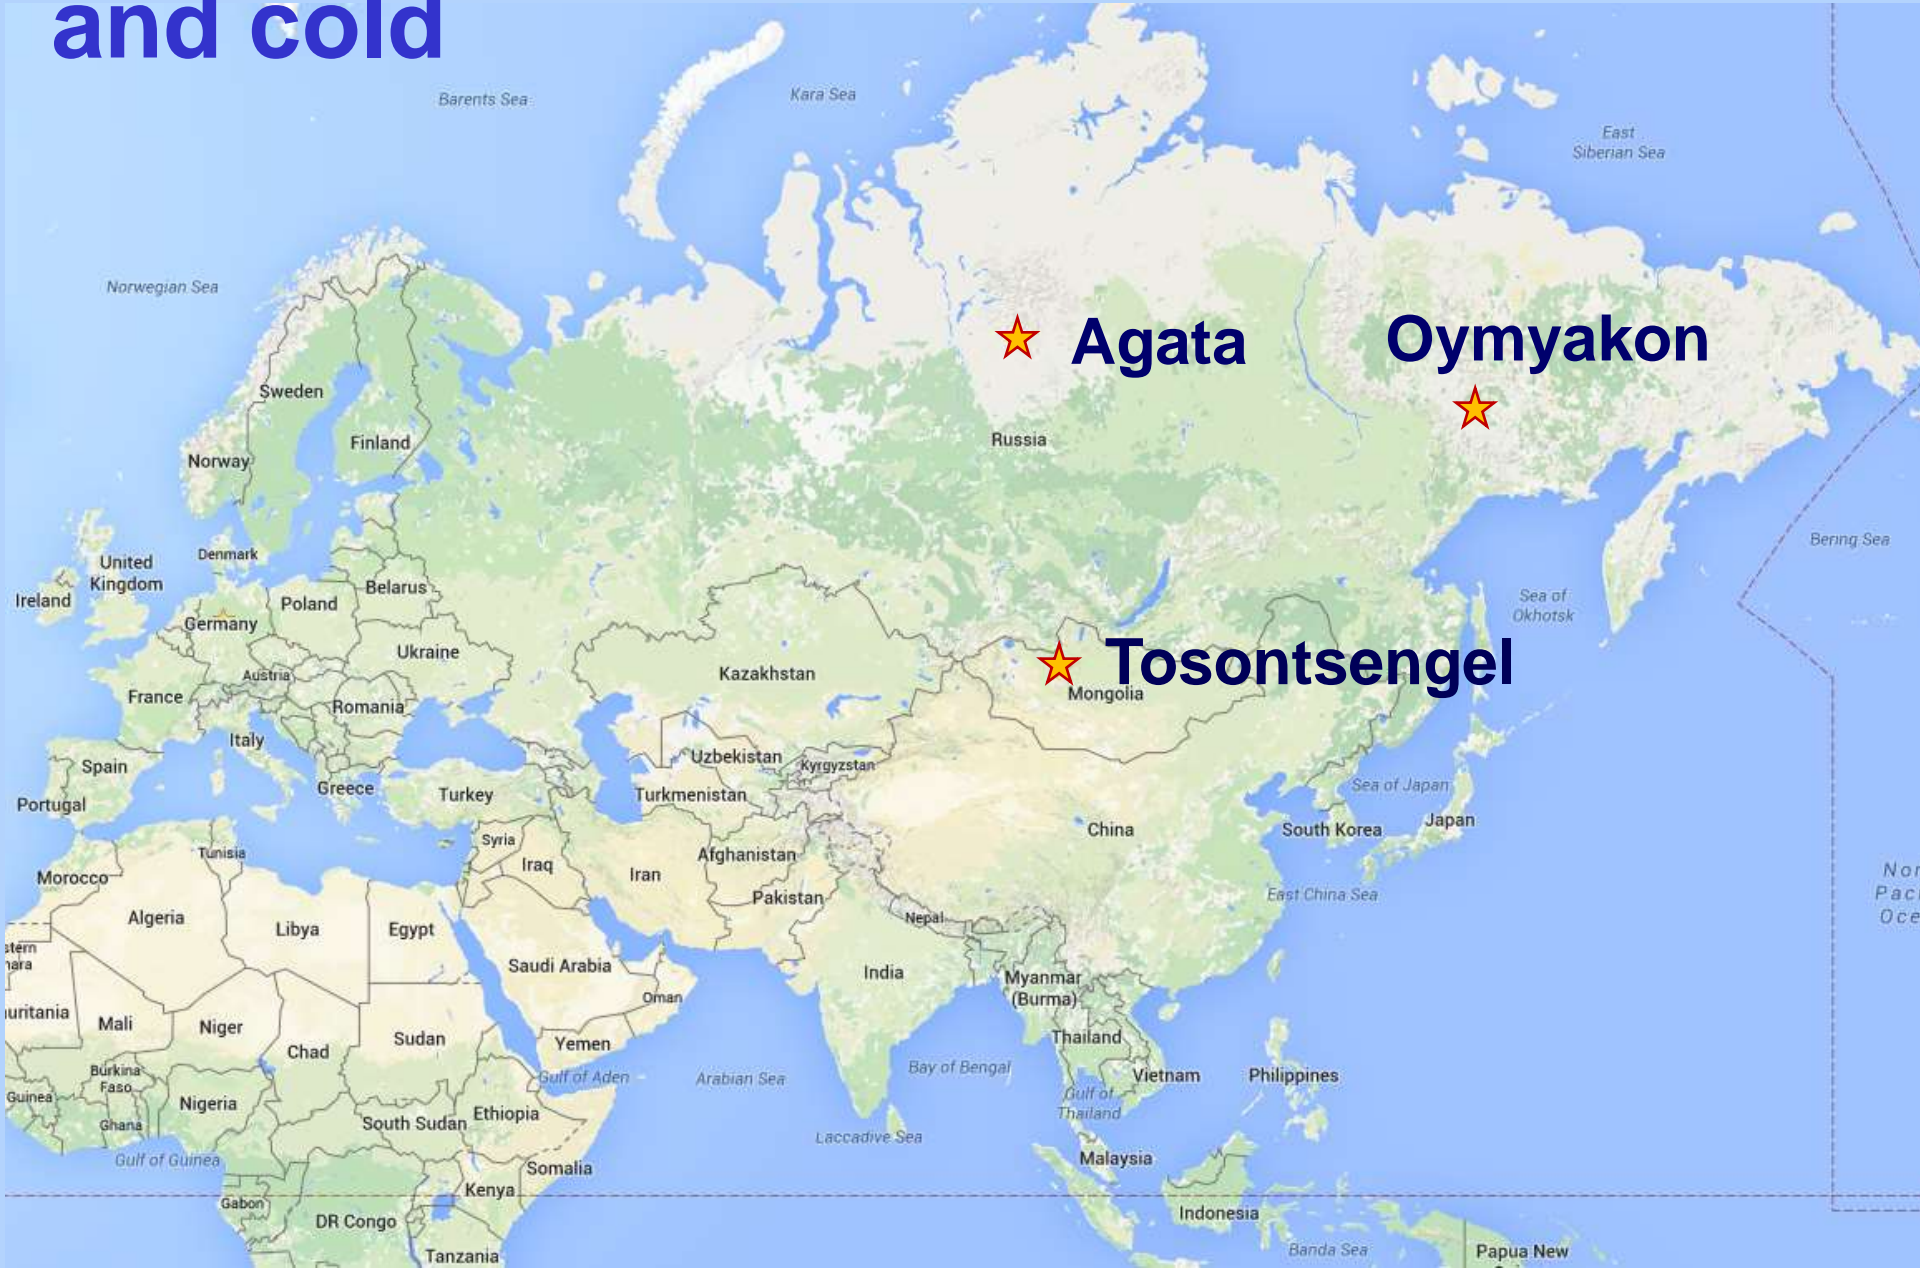 and cold
Barents Sea
Kara Sea
East
Siberian Sea
Norwegian Sea
Agata
Oymyakon
Sweden
Finland
Russia
Norway
Bering Sea
United
Kingdom
Denmark
Ireland
Belarus
Poland
Germany
Sea of
Okhotsk
Ukraine
Austria
Kazakhstan
Tosontsengel
Mongolia
France
Romania
Italy
Spain
Uzbekistan
Kyrgyzstan
Greece
Turkey
Turkmenistan
Sea of Japan
Portugal
China
South Korea
Japan
Syria
Tunisia
Iraq
Afghanistan
Morocco
Iran
Pakistan
East China Sea
Nor
Paci
Oce
Algeria
Libya
Egypt
Nepal
stern
hara
Saudi Arabia
India
Myanmar
(Burma)
Oman
uritania
Mali
Niger
Chad
Sudan
Yemen
Thailand
Burkina
Faso
Gulf of Aden
Arabian Sea
Bay of Bengal
Vietnam
Philippines
Guinea
Nigeria
Ghana
South Sudan
Ethiopia
Gulf of
Thailand
Laccadive Sea
Gulf of Guinea
Somalia
Malaysia
Kenya
Gabon
DR Congo
Indonesia
Tanzania
Banda Sea
Papua New